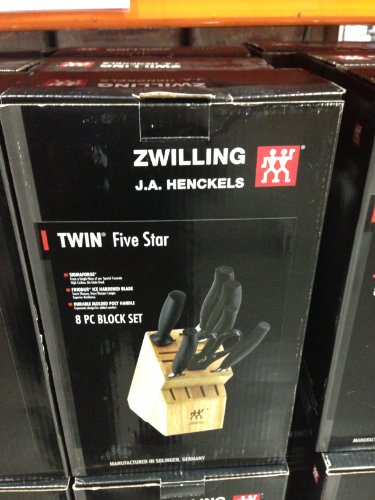 ZWILLING
J.A. HENCKELS
TWIN® Five Star
SIGMAFORGE®
FRIODUR® ICE HARDENED BLADE
DURABLE MOLDED POLY HANDLE
8 PC BLOCK SET
MANUFACTURED IN SOLINGEN, GERMANY